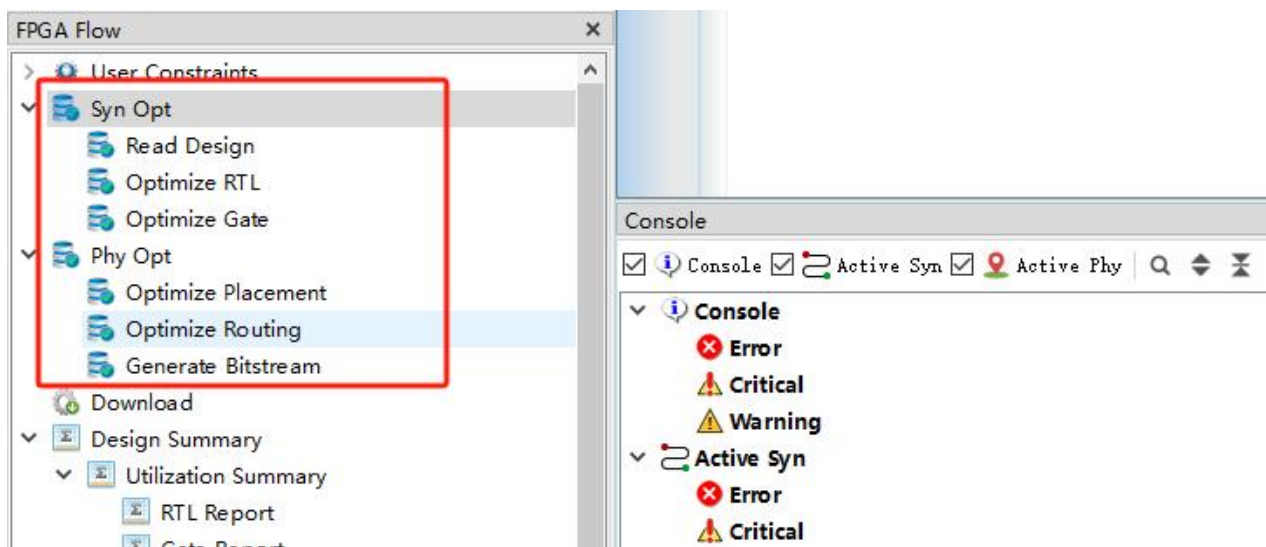 FPGA Flow
User Constraints
Syn Opt
Read Design
Optimize RTL
Optimize Gate
Phy Opt
Optimize Placement
Optimize Routing
Generate Bitstream
Download
Design Summary
Utilization Summary
RTL Report
Gate Report
Console
Console Active Syn Active Phy
Console
Error
Critical
Warning
Active Syn
Error
Critical